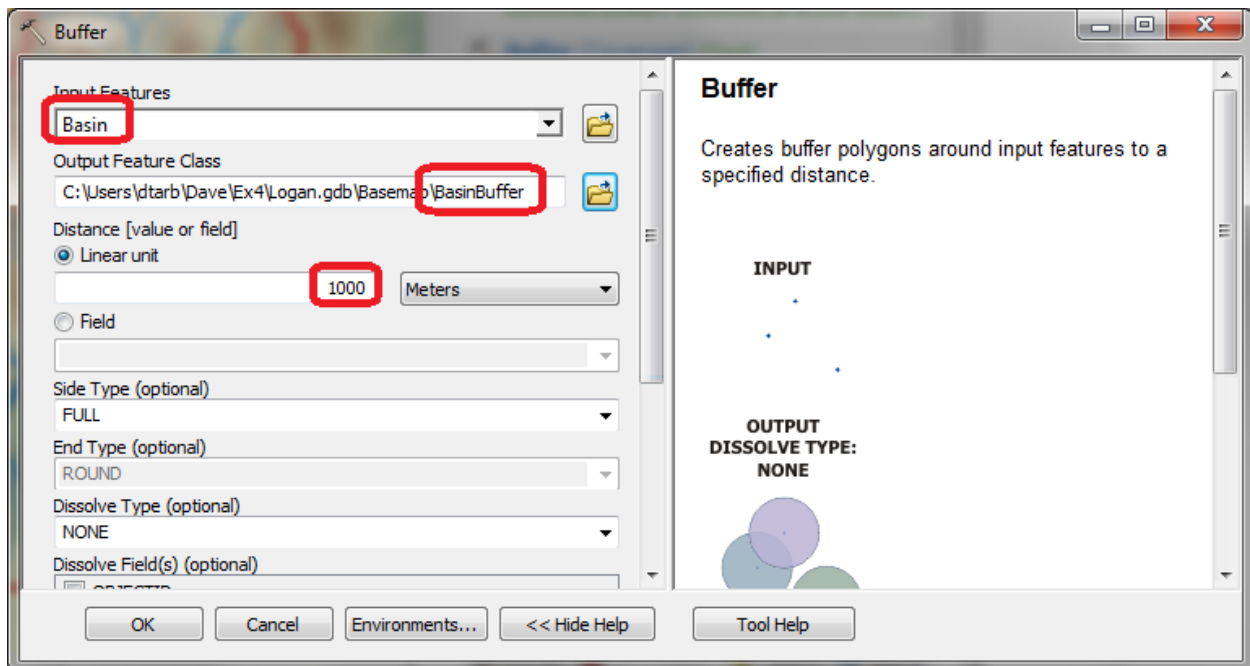 Buffer
Input Features
Basin
Output Feature Class
C:\Users\dtarb\Dave\Ex4\Logan.gdb\Basemap\BasinBuffer
Distance [value or field]
Linear unit
1000 Meters
Field
Side Type (optional)
FULL
End Type (optional)
ROUND
Dissolve Type (optional)
NONE
Dissolve Field(s) (optional)
OBJECTID
OK Cancel Environments... << Hide Help Tool Help
Buffer
Creates buffer polygons around input features to a
specified distance.
INPUT
OUTPUT
DISSOLVE TYPE:
NONE